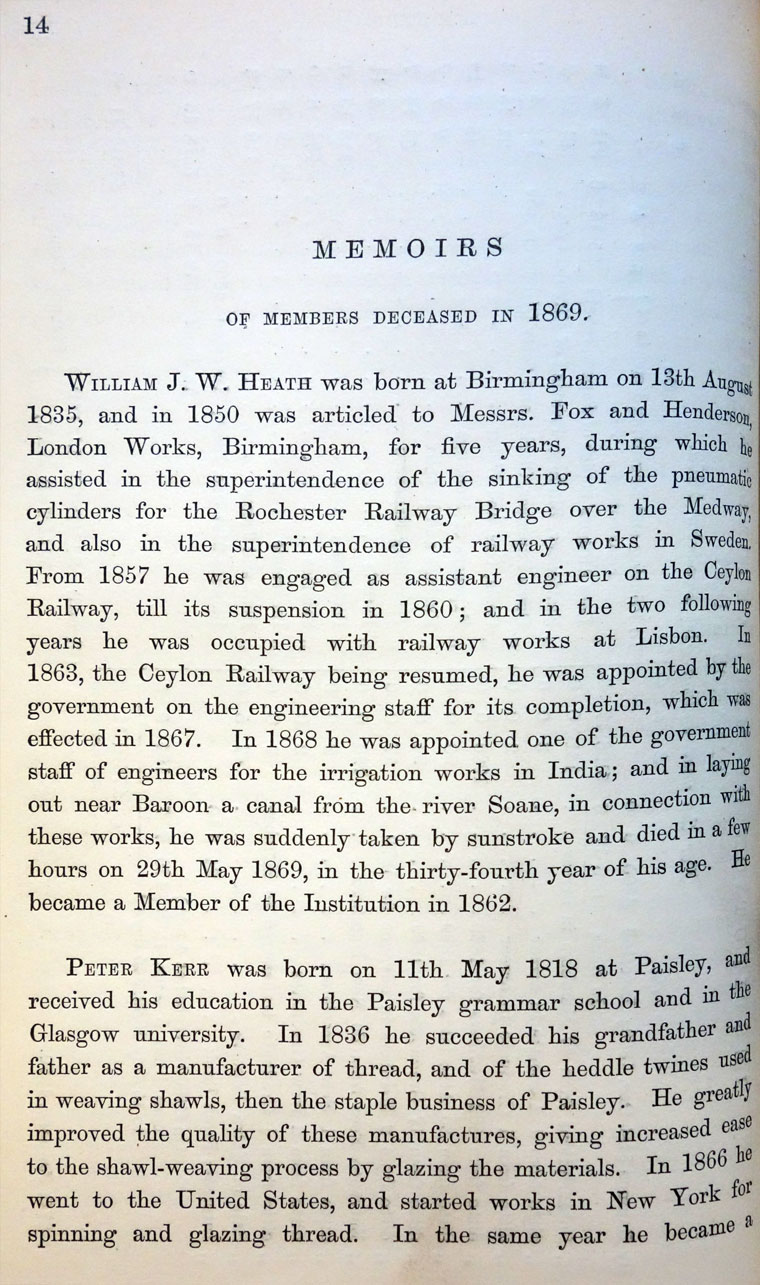 14
MEMOIRS
OF MEMBERS DECEASED IN 1869.
WILLIAM J. W. HEATH was born at Birmingham on 13th August
1835, and in 1850 was articled to Messrs. Fox and Henderson,
London Works, Birmingham, for five years, during which he
assisted in the superintendence of the sinking of the pneumatic
cylinders for the Rochester Railway Bridge over the Medway,
and also in the superintendence of railway works in Sweden.
From 1857 he was engaged as assistant engineer on the Ceylon
Railway, till its suspension in 1860; and in the two following
years he was occupied with railway works at Lisbon. In
1863, the Ceylon Railway being resumed, he was appointed by the
government on the engineering staff for its completion, which was
effected in 1867. In 1868 he was appointed one of the government
staff of engineers for the irrigation works in India; and in laying
out near Baroon a canal from the river Soane, in connection with
these works, he was suddenly taken by sunstroke and died in a few
hours on 29th May 1869, in the thirty-fourth year of his age. He
became a Member of the Institution in 1862.
PETER KERR was born on 11th May 1818 at Paisley, and
received his education in the Paisley grammar school and in the
Glasgow university. In 1836 he succeeded his grandfather and
father as a manufacturer of thread, and of the heddle twines used
in weaving shawls, then the staple business of Paisley. He greatly
improved the quality of these manufactures, giving increased ease
to the shawl-weaving process by glazing the materials. In 1866 he
went to the United States, and started works in New York for
spinning and glazing thread. In the same year he became a